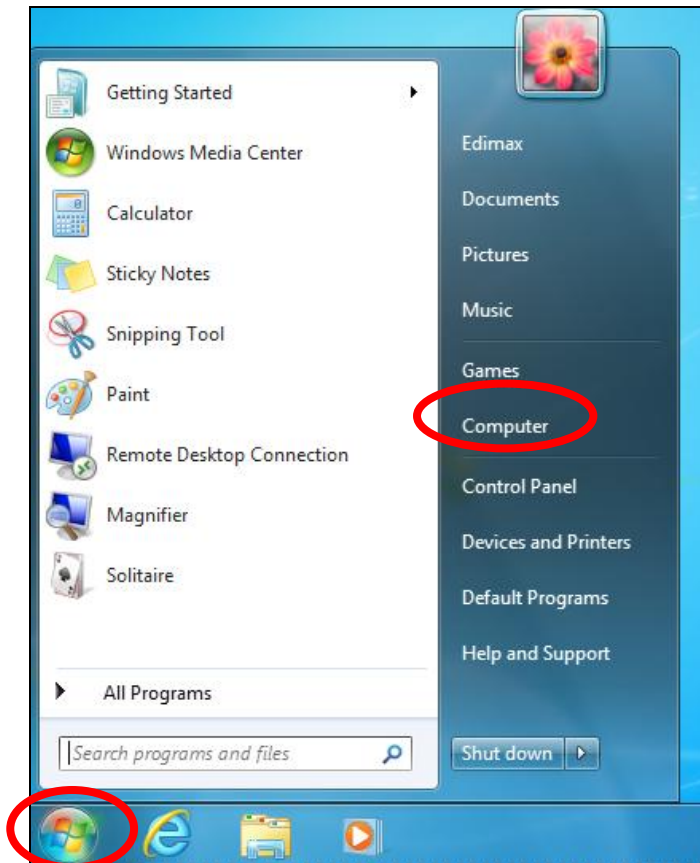 Getting Started
Windows Media Center
Calculator
Sticky Notes
Snipping Tool
Paint
Remote Desktop Connection
Magnifier
Solitaire
All Programs
Search programs and files
Edimax
Documents
Pictures
Music
Games
Computer
Control Panel
Devices and Printers
Default Programs
Help and Support
Shut down